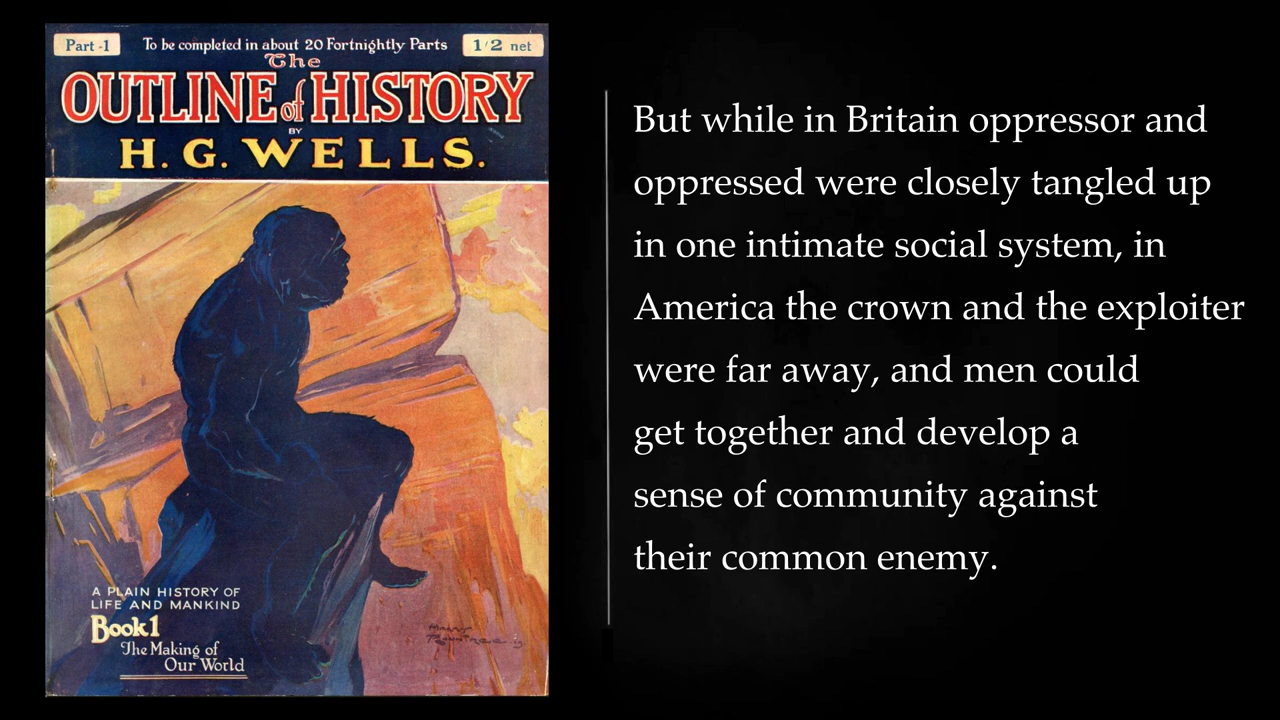 Part -1
To be completed in about 20 Fortnightly Parts
1/2 net
The
OUTLINE of HISTORY
BY
H. G. WELLS.
A PLAIN HISTORY OF
LIFE AND MANKIND
Book 1
The Making of
Our World
But while in Britain oppressor and
oppressed were closely tangled up
in one intimate social system, in
America the crown and the exploiter
were far away, and men could
get together and develop a
sense of community against
their common enemy.